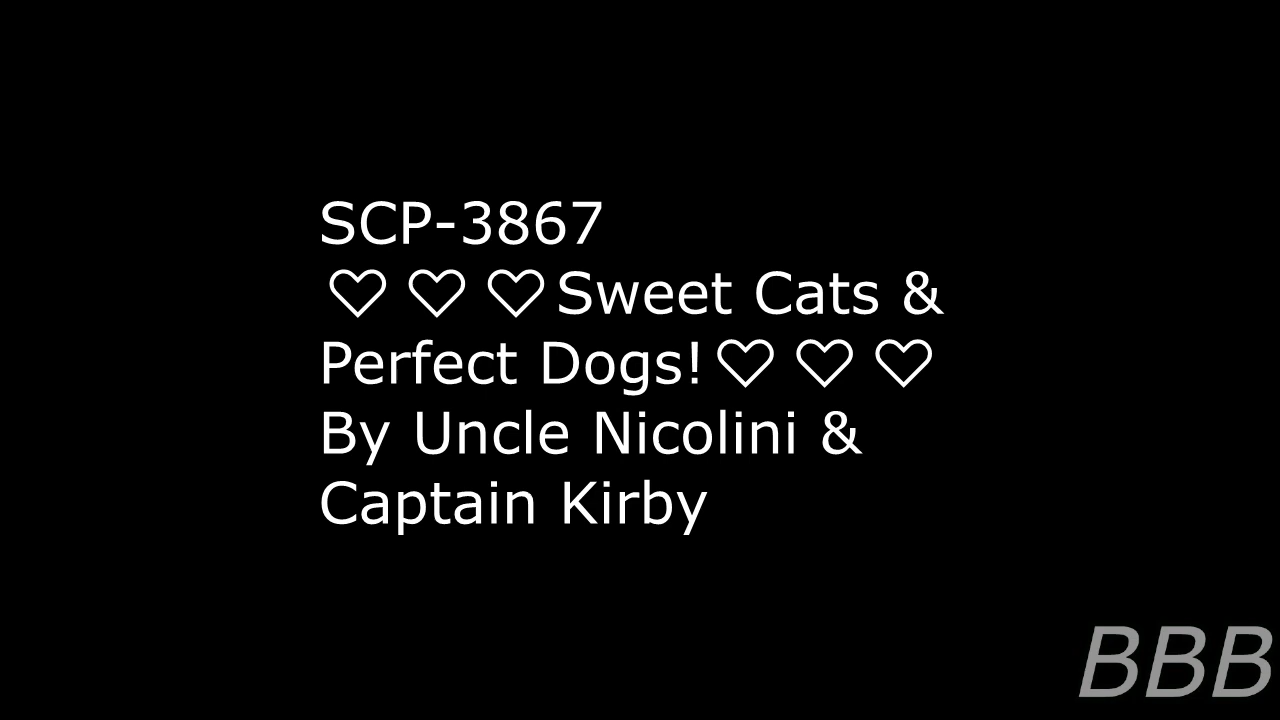 SCP-3867
♡ ♡ ♡ Sweet Cats &
Perfect Dogs! ♡ ♡ ♡
By Uncle Nicolini &
Captain Kirby
BBB